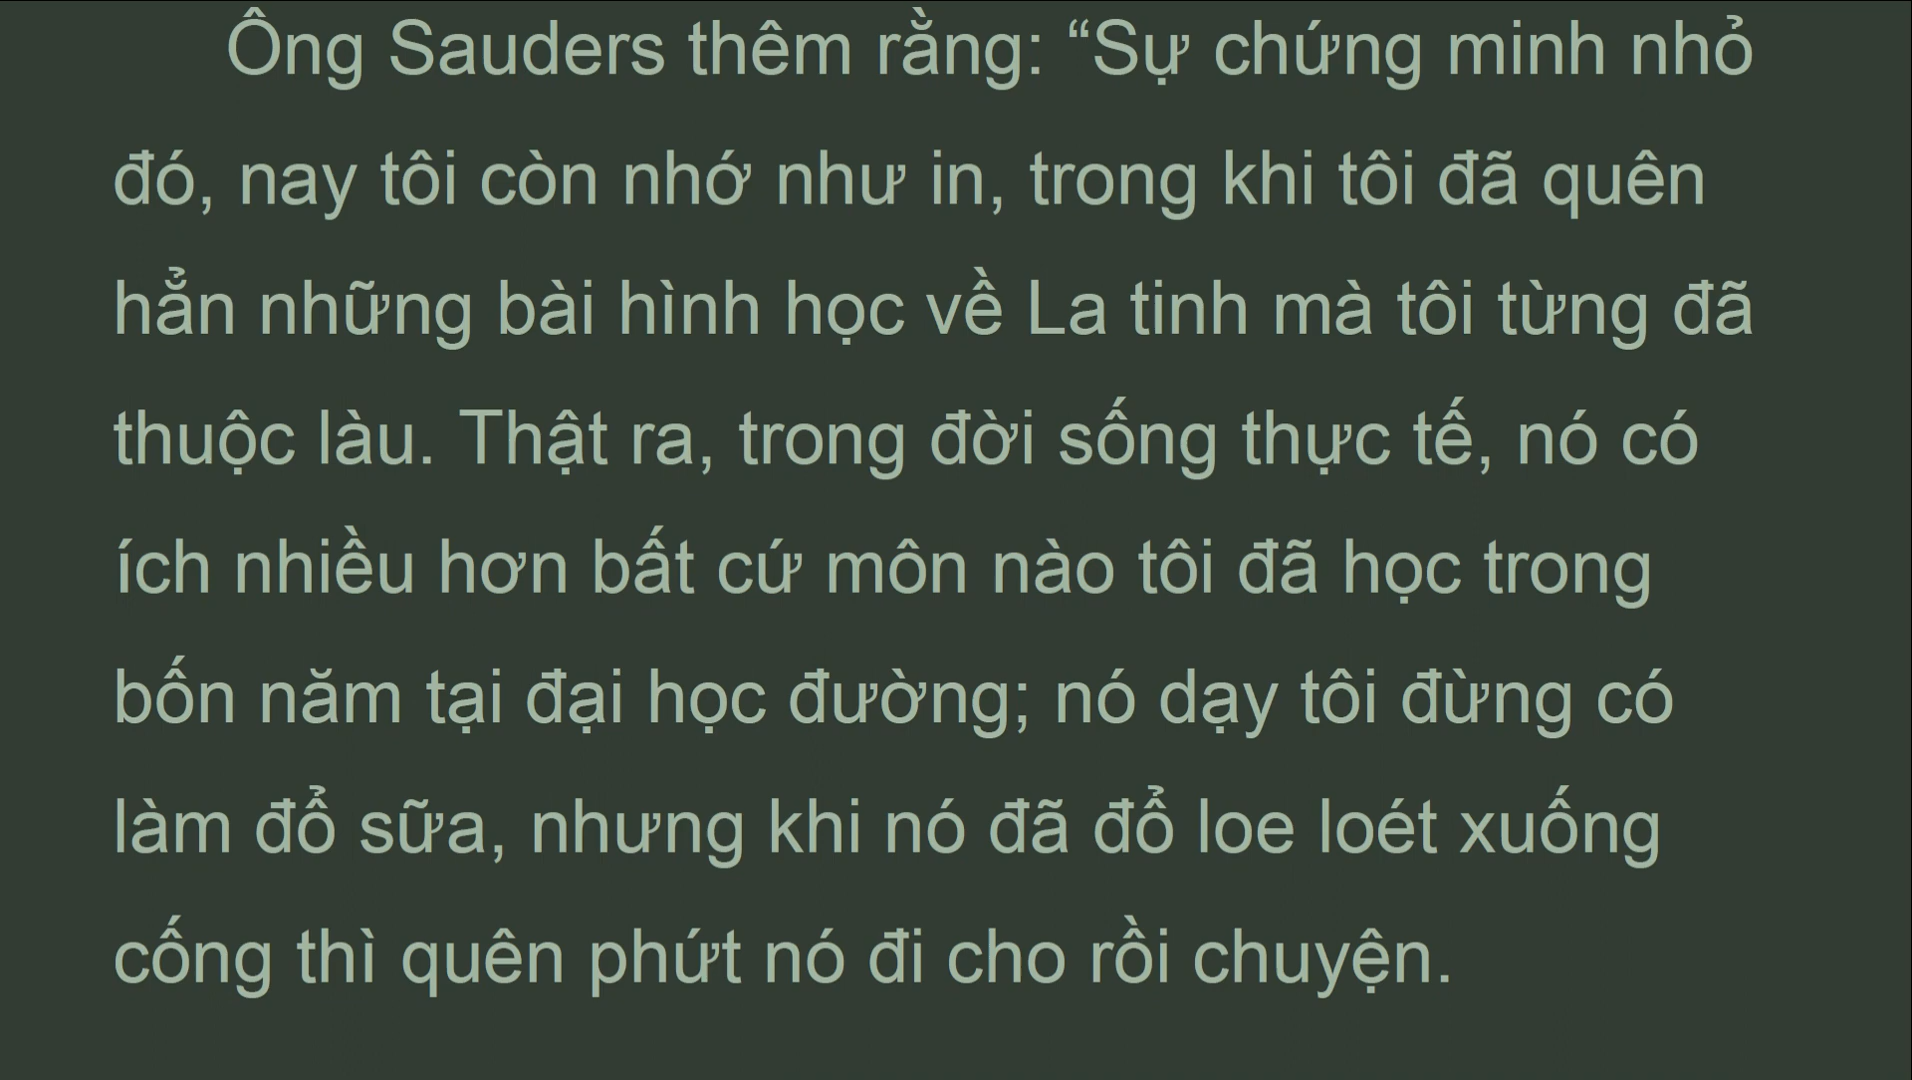 Ông Sauders thêm rằng: “Sự chứng minh nhỏ
đó, nay tôi còn nhớ như in, trong khi tôi đã quên
hẳn những bài hình học về La tinh mà tôi từng đã
thuộc làu. Thật ra, trong đời sống thực tế, nó có
ích nhiều hơn bất cứ môn nào tôi đã học trong
bốn năm tại đại học đường; nó dạy tôi đừng có
làm đổ sữa, nhưng khi nó đã đổ loe loét xuống
cống thì quên phứt nó đi cho rồi chuyện.